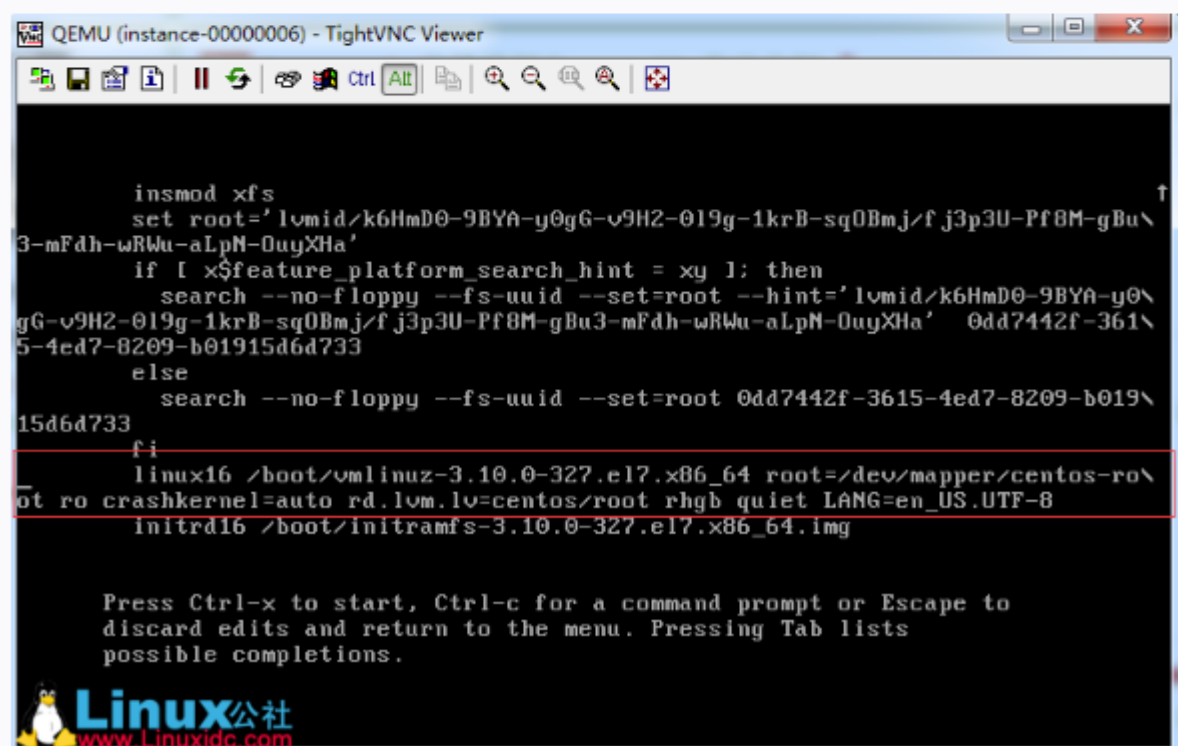 QEMU (instance-00000006) - TightVNC Viewer
Ctrl Alt
insmod xfs
set root='lvmid/k6HmD0-9BYA-y0gG-v9H2-0l9g-1krB-sqOBmj/fj3p3U-Pf8M-gBu\
3-mFdh-wRWu-aLpN-OuyXHa'
if [ x$feature_platform_search_hint = xy ]; then
search --no-floppy --fs-uuid --set=root --hint='lvmid/k6HmD0-9BYA-y0\
gG-v9H2-0l9g-1krB-sqOBmj/fj3p3U-Pf8M-gBu3-mFdh-wRWu-aLpN-OuyXHa'  0dd7442f-361\
5-4ed7-8209-b01915d6d733
else
search --no-floppy --fs-uuid --set=root 0dd7442f-3615-4ed7-8209-b019\
15d6d733
fi
linux16 /boot/vmlinuz-3.10.0-327.el7.x86_64 root=/dev/mapper/centos-ro\
ot ro crashkernel=auto rd.lvm.lv=centos/root rhgb quiet LANG=en_US.UTF-8
initrd16 /boot/initramfs-3.10.0-327.el7.x86_64.img
Press Ctrl-x to start, Ctrl-c for a command prompt or Escape to
discard edits and return to the menu. Pressing Tab lists
possible completions.
Linux公社
www.Linuxidc.com